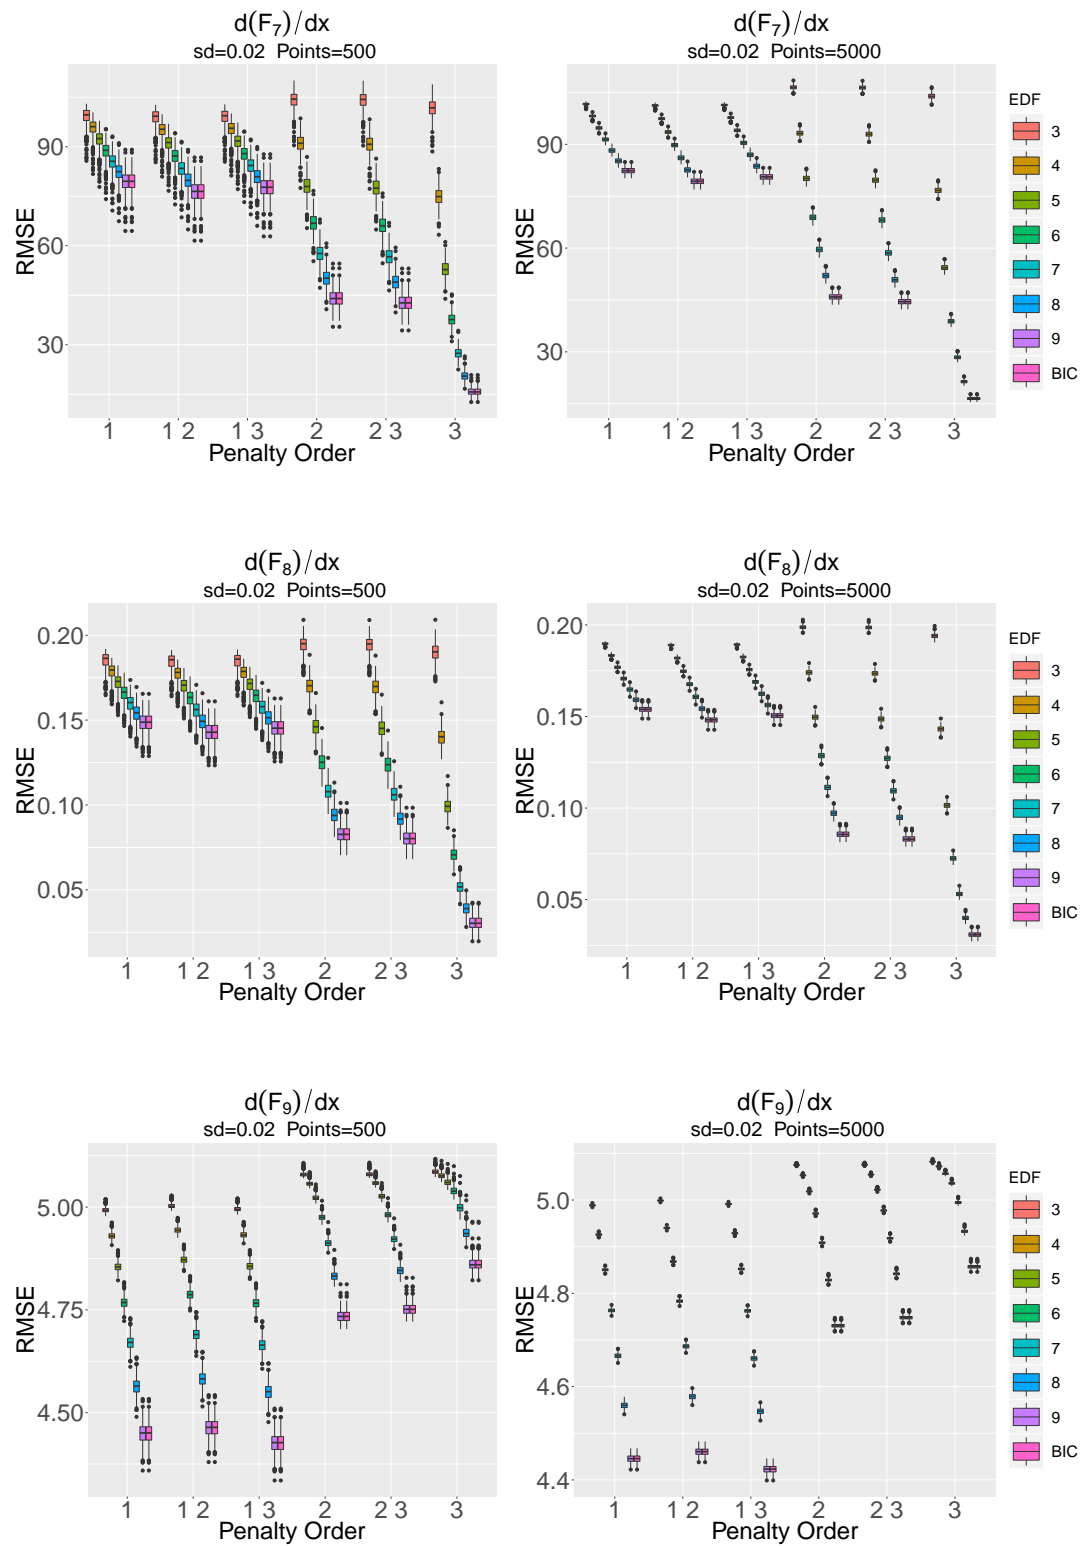 d(F7)/dx
sd=0.02 Points=500
RMSE
90
60
30
1 1 2 1 3 2 2 3 3
Penalty Order
d(F7)/dx
sd=0.02 Points=5000
RMSE
90
60
30
1 1 2 1 3 2 2 3 3
Penalty Order
EDF
3
4
5
6
7
8
9
BIC
d(F8)/dx
sd=0.02 Points=500
RMSE
0.20
0.15
0.10
0.05
1 1 2 1 3 2 2 3 3
Penalty Order
d(F8)/dx
sd=0.02 Points=5000
RMSE
0.20
0.15
0.10
0.05
1 1 2 1 3 2 2 3 3
Penalty Order
EDF
3
4
5
6
7
8
9
BIC
d(F9)/dx
sd=0.02 Points=500
RMSE
5.00
4.75
4.50
1 1 2 1 3 2 2 3 3
Penalty Order
d(F9)/dx
sd=0.02 Points=5000
RMSE
5.0
4.8
4.6
4.4
1 1 2 1 3 2 2 3 3
Penalty Order
EDF
3
4
5
6
7
8
9
BIC